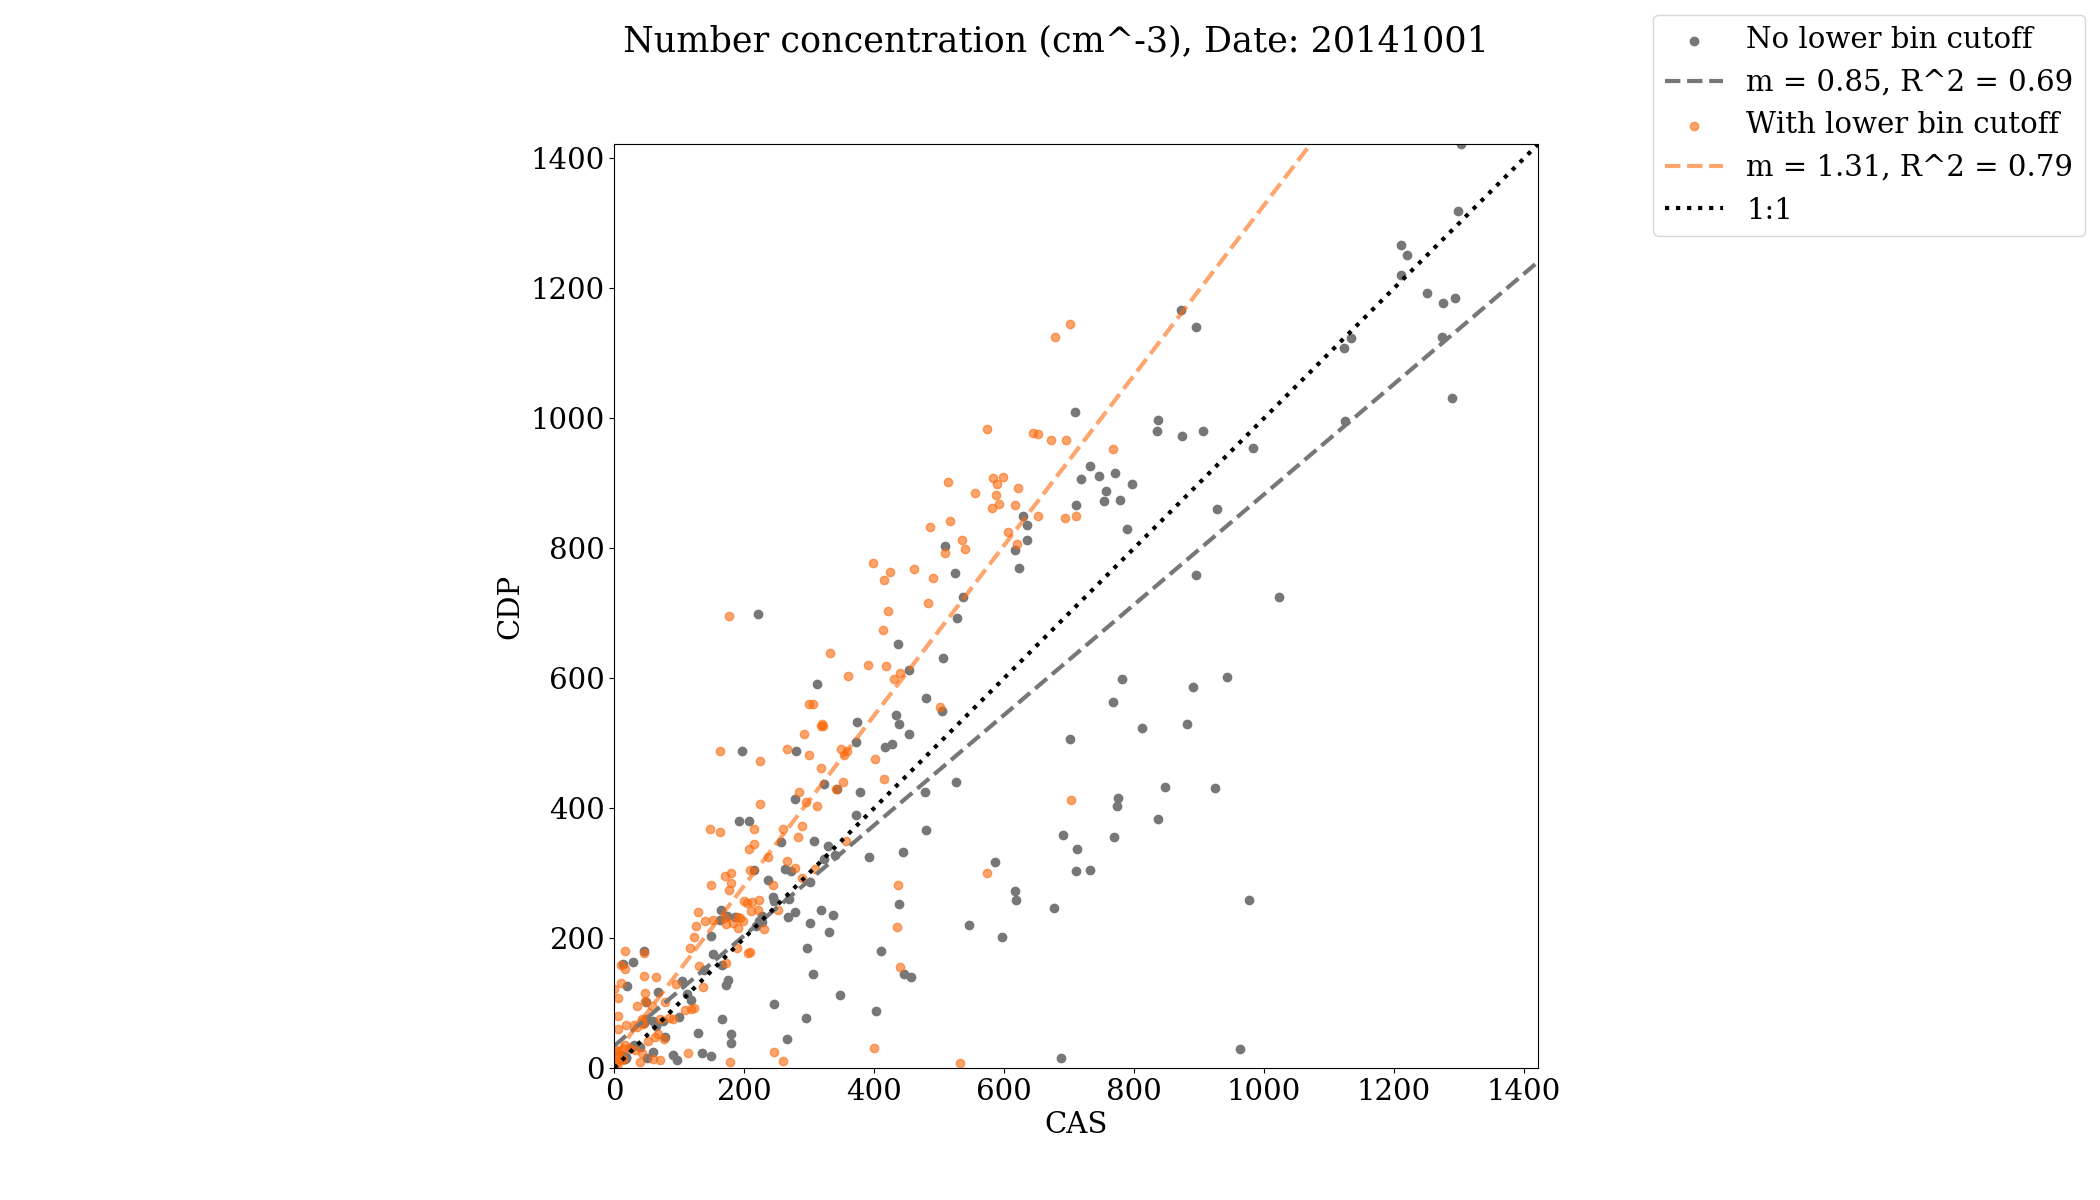 Number concentration (cm^-3), Date: 20141001
No lower bin cutoff
m = 0.85, R^2 = 0.69
With lower bin cutoff
m = 1.31, R^2 = 0.79
1:1
1400
1200
1000
800
600
400
200
0
CDP
0 200 400 600 800 1000 1200 1400
CAS